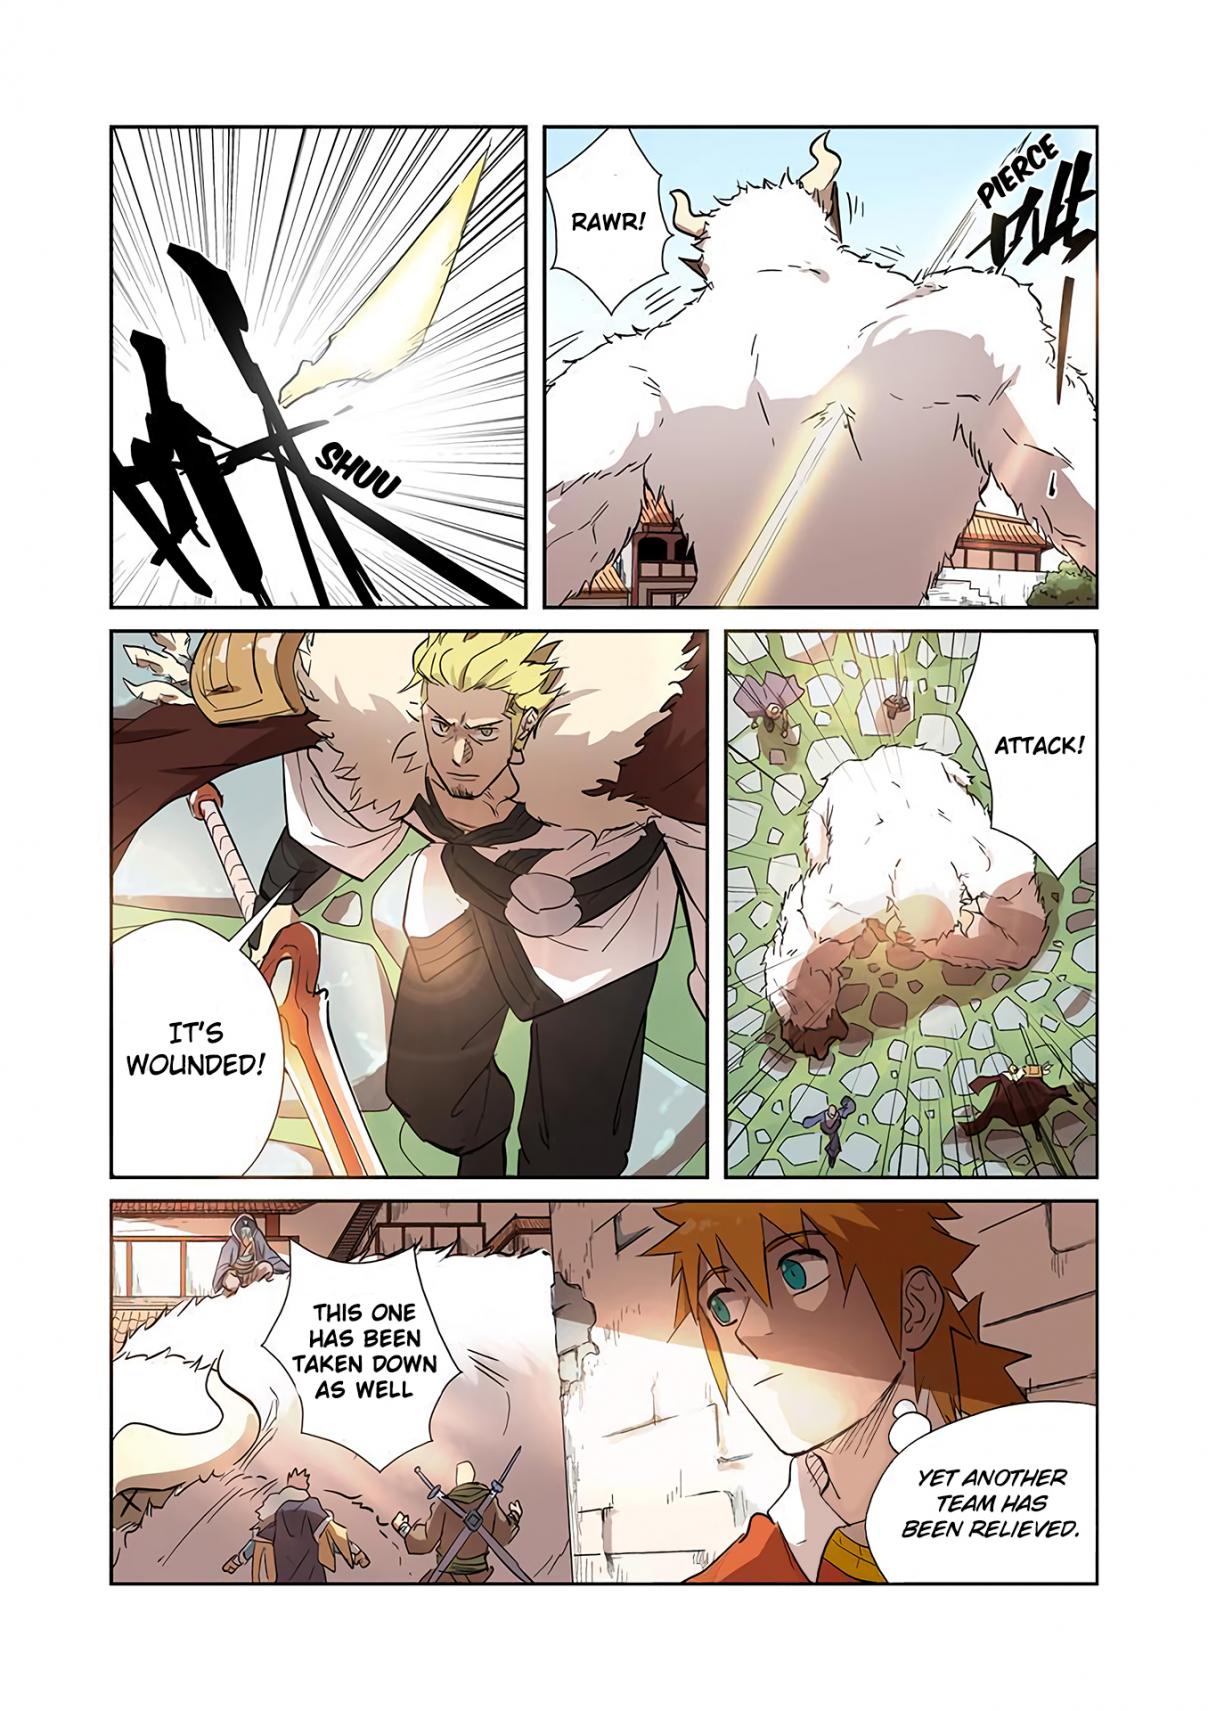 SHUU
RAWR!
PIERCE
IT'S
WOUNDED!
ATTACK!
THIS ONE
HAS BEEN
TAKEN DOWN
AS WELL
YET ANOTHER
TEAM HAS
BEEN RELIEVED.